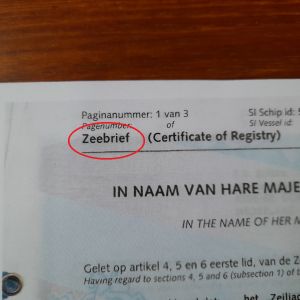 Paginanummer: 1 van 3 SI Schip id:
Pagenumber: of SI Vessel id:
Zeebrief (Certificate of Registry)
IN NAAM VAN HARE MAJE
IN THE NAME OF HER M
Gelet op artikel 4, 5 en 6 eerste lid, van de Z
Having regard to sections 4, 5 and 6 (subsection 1) of t
het Zeilja